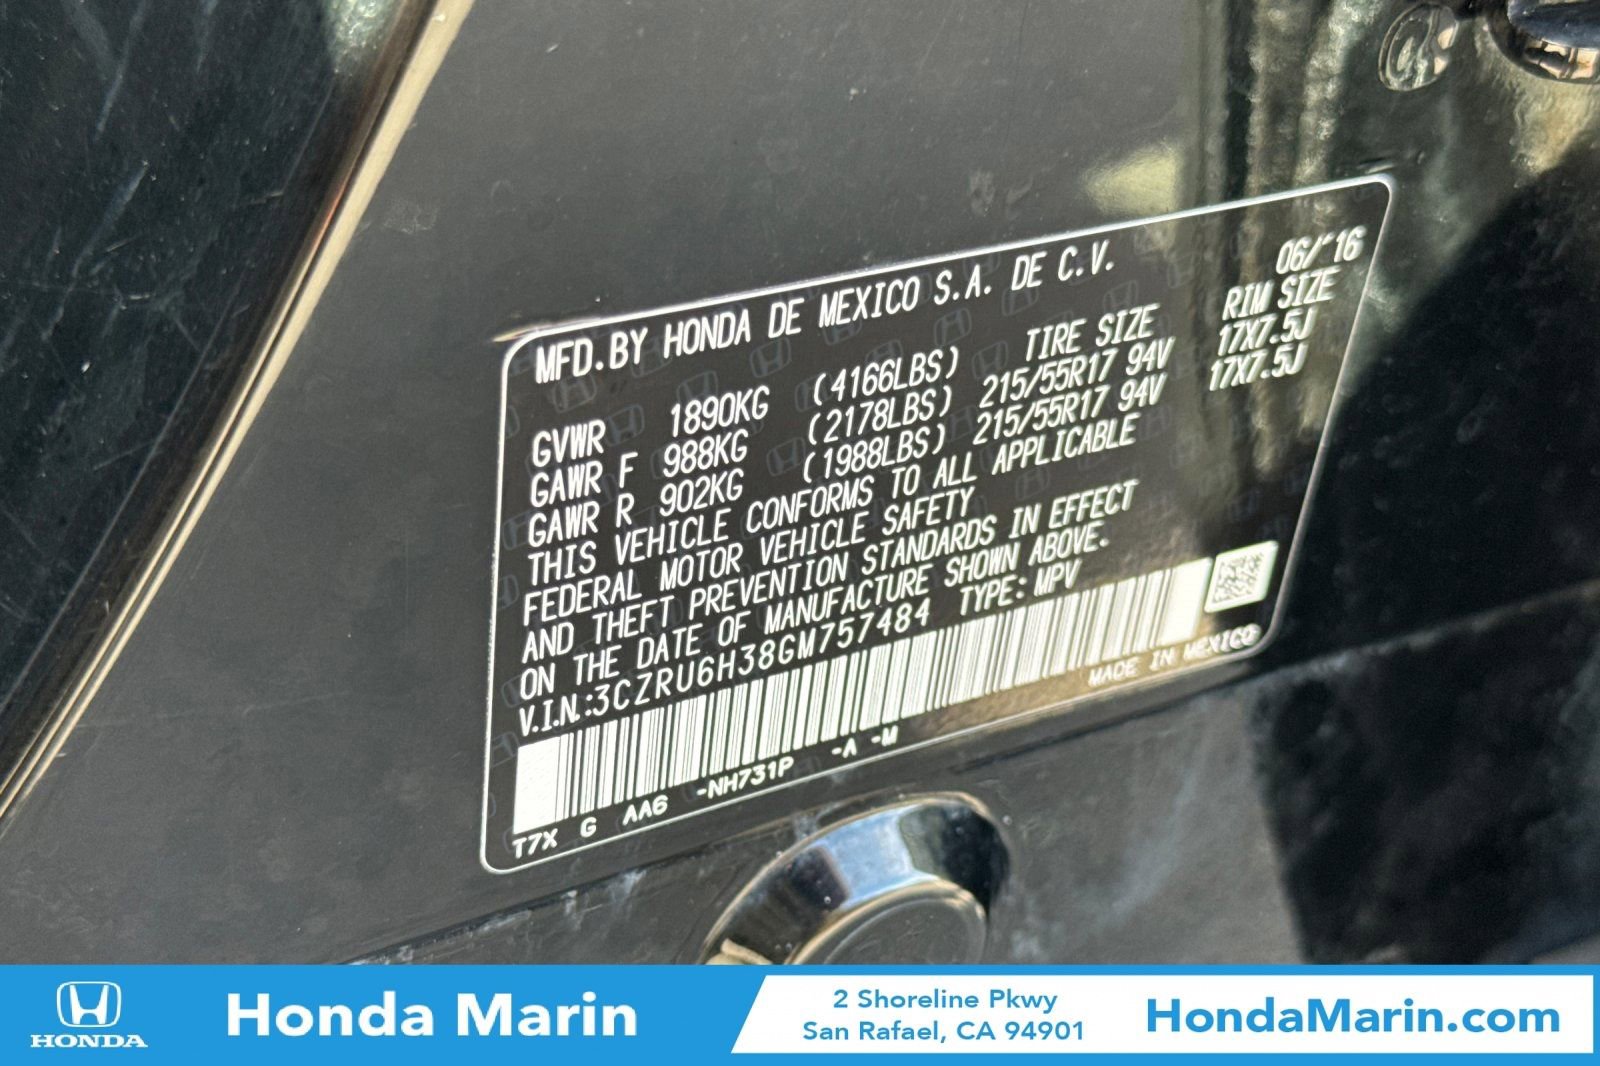 MFD.BY HONDA DE MEXICO S.A. DE C.V. 06/'16
GVWR 1890KG (4166LBS) TIRE SIZE RIM SIZE
GAWR F 988KG (2178LBS) 215/55R17 94V 17X7.5J
GAWR R 902KG (1988LBS) 215/55R17 94V 17X7.5J
THIS VEHICLE CONFORMS TO ALL APPLICABLE
FEDERAL MOTOR VEHICLE SAFETY
AND THEFT PREVENTION STANDARDS IN EFFECT
ON THE DATE OF MANUFACTURE SHOWN ABOVE.
V.I.N.:3CZRU6H38GM757484 TYPE: MPV
MADE IN MEXICO
T7X G AA6 -NH731P -A -M
HONDA
Honda Marin
2 Shoreline Pkwy
San Rafael, CA 94901
HondaMarin.com